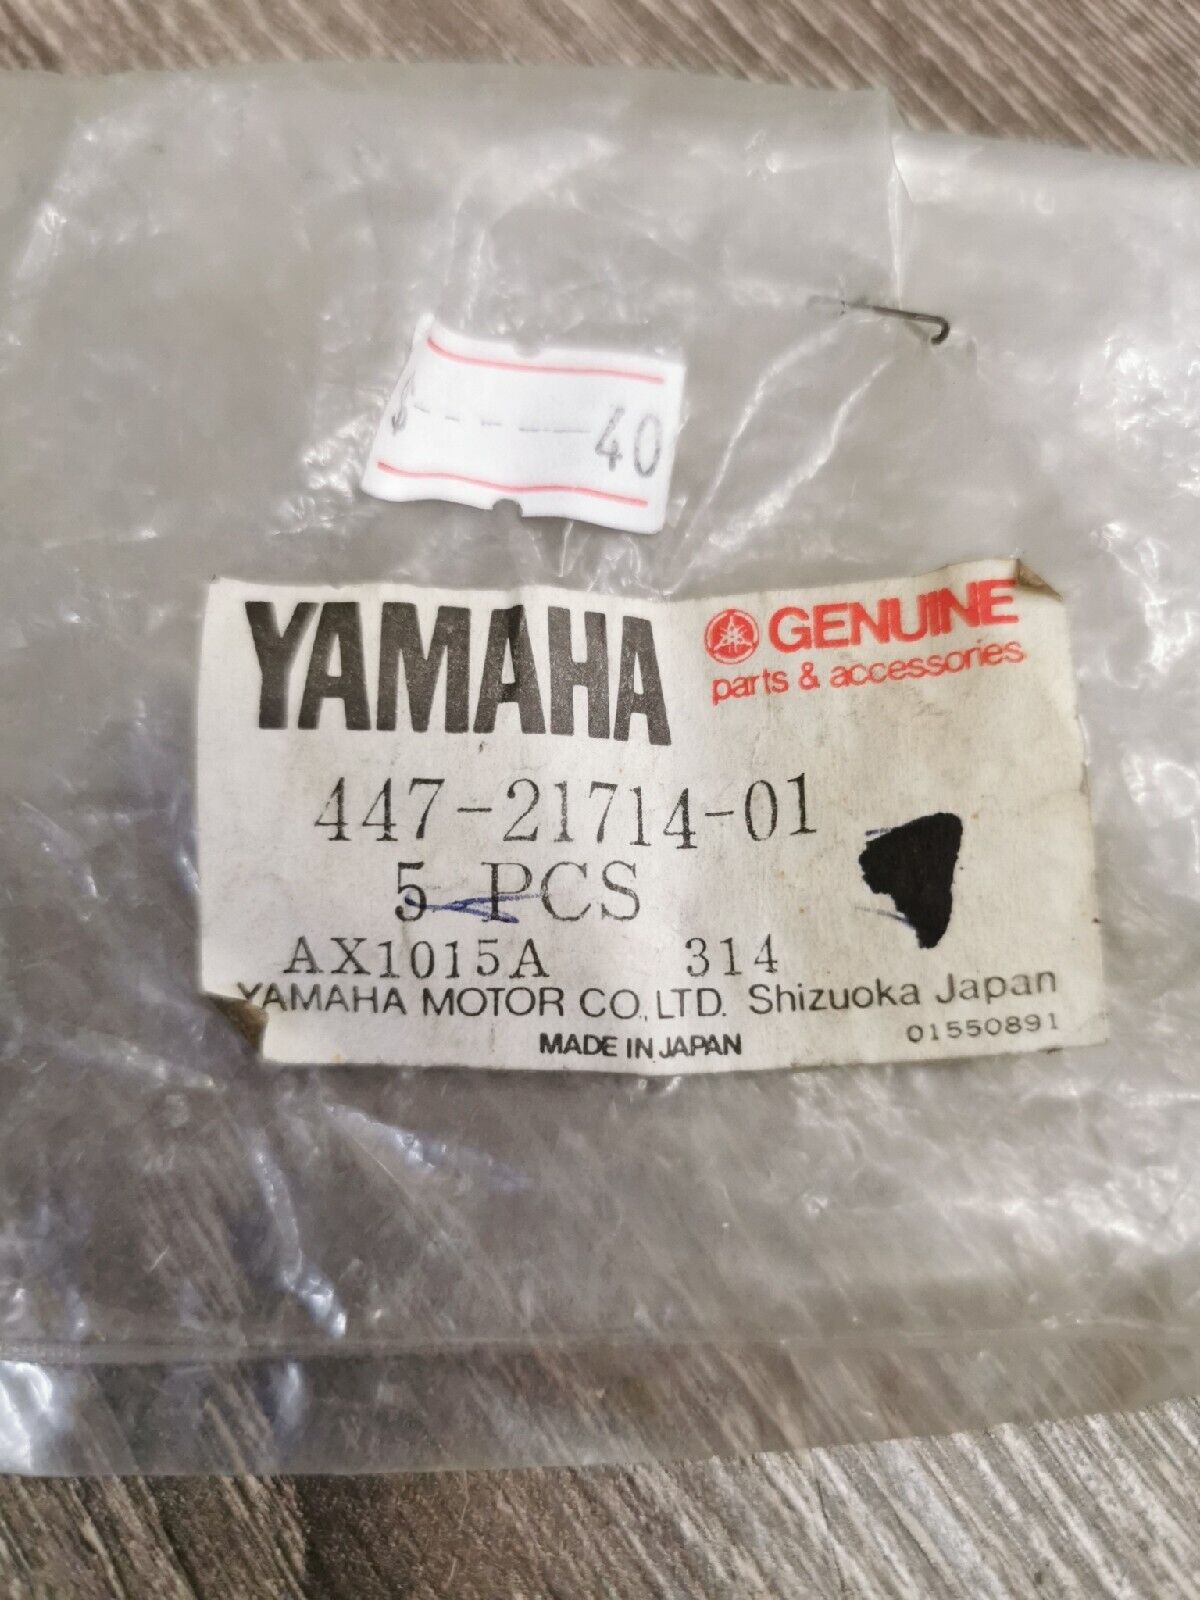 $-----40
YAMAHA
GENUINE
parts & accessories
447-21714-01
5 PCS
AX1015A 314
YAMAHA MOTOR CO., LTD. Shizuoka Japan
MADE IN JAPAN
01550891